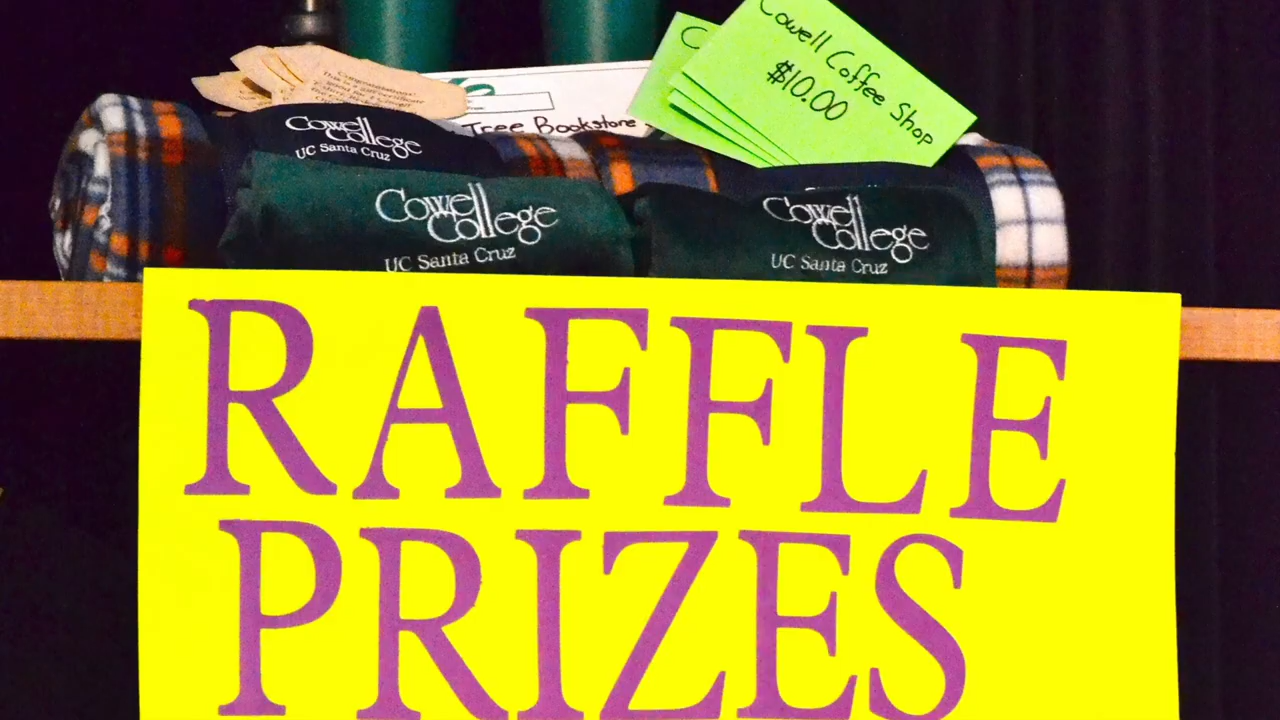 Cowell Coffee Shop
$10.00
C
Congratulations!
Tree Bookstore
Cowell
College
UC Santa Cruz
Cowell
College
UC Santa Cruz
Cowell
College
UC Santa Cruz
RAFFLE
PRIZES